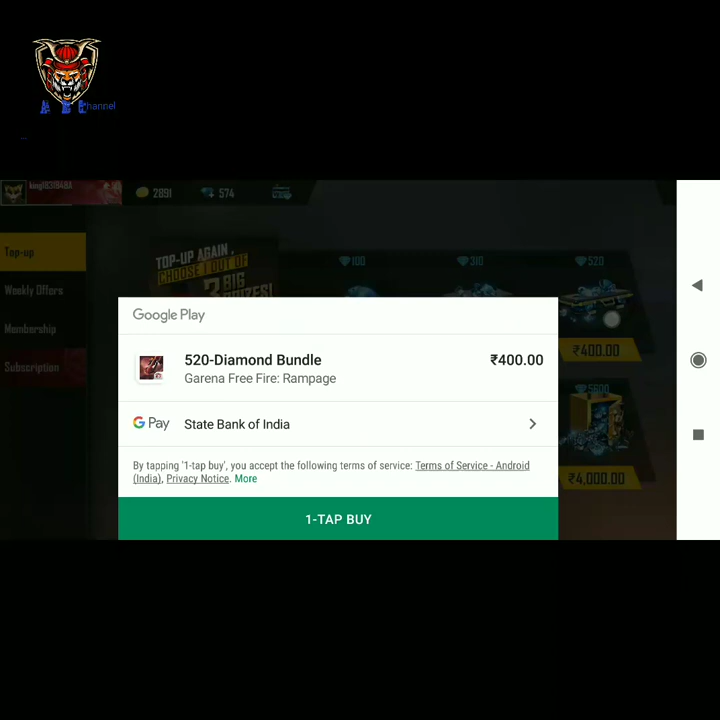 A E Channel
king1831848A
2891
574
Top-up
Weekly Offers
Membership
Subscription
TOP-UP AGAIN,
CHOOSE 1 OUT OF
3 BIG
PRIZES!
100
310
520
₹400.00
5600
₹4,000.00
Google Play
520-Diamond Bundle
₹400.00
Garena Free Fire: Rampage
G Pay
State Bank of India
By tapping '1-tap buy', you accept the following terms of service: Terms of Service - Android
(India), Privacy Notice. More
1-TAP BUY